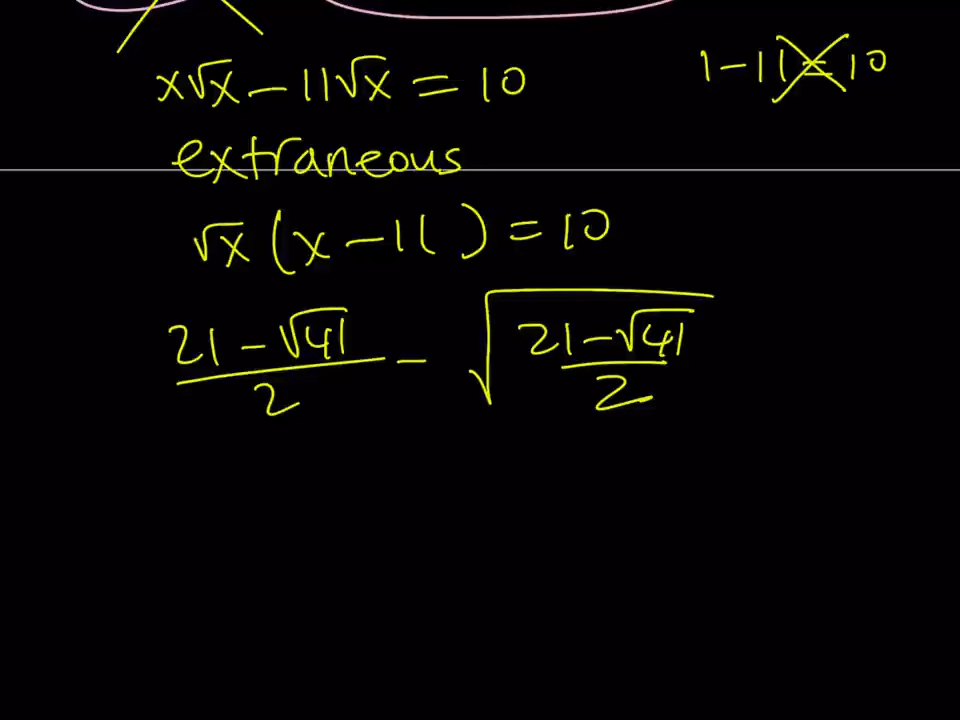 x√x - 11√x = 10
1 - 11 = 10
extraneous
√x (x - 11) = 10
(21 - √41)/2 - √((21 - √41)/2)